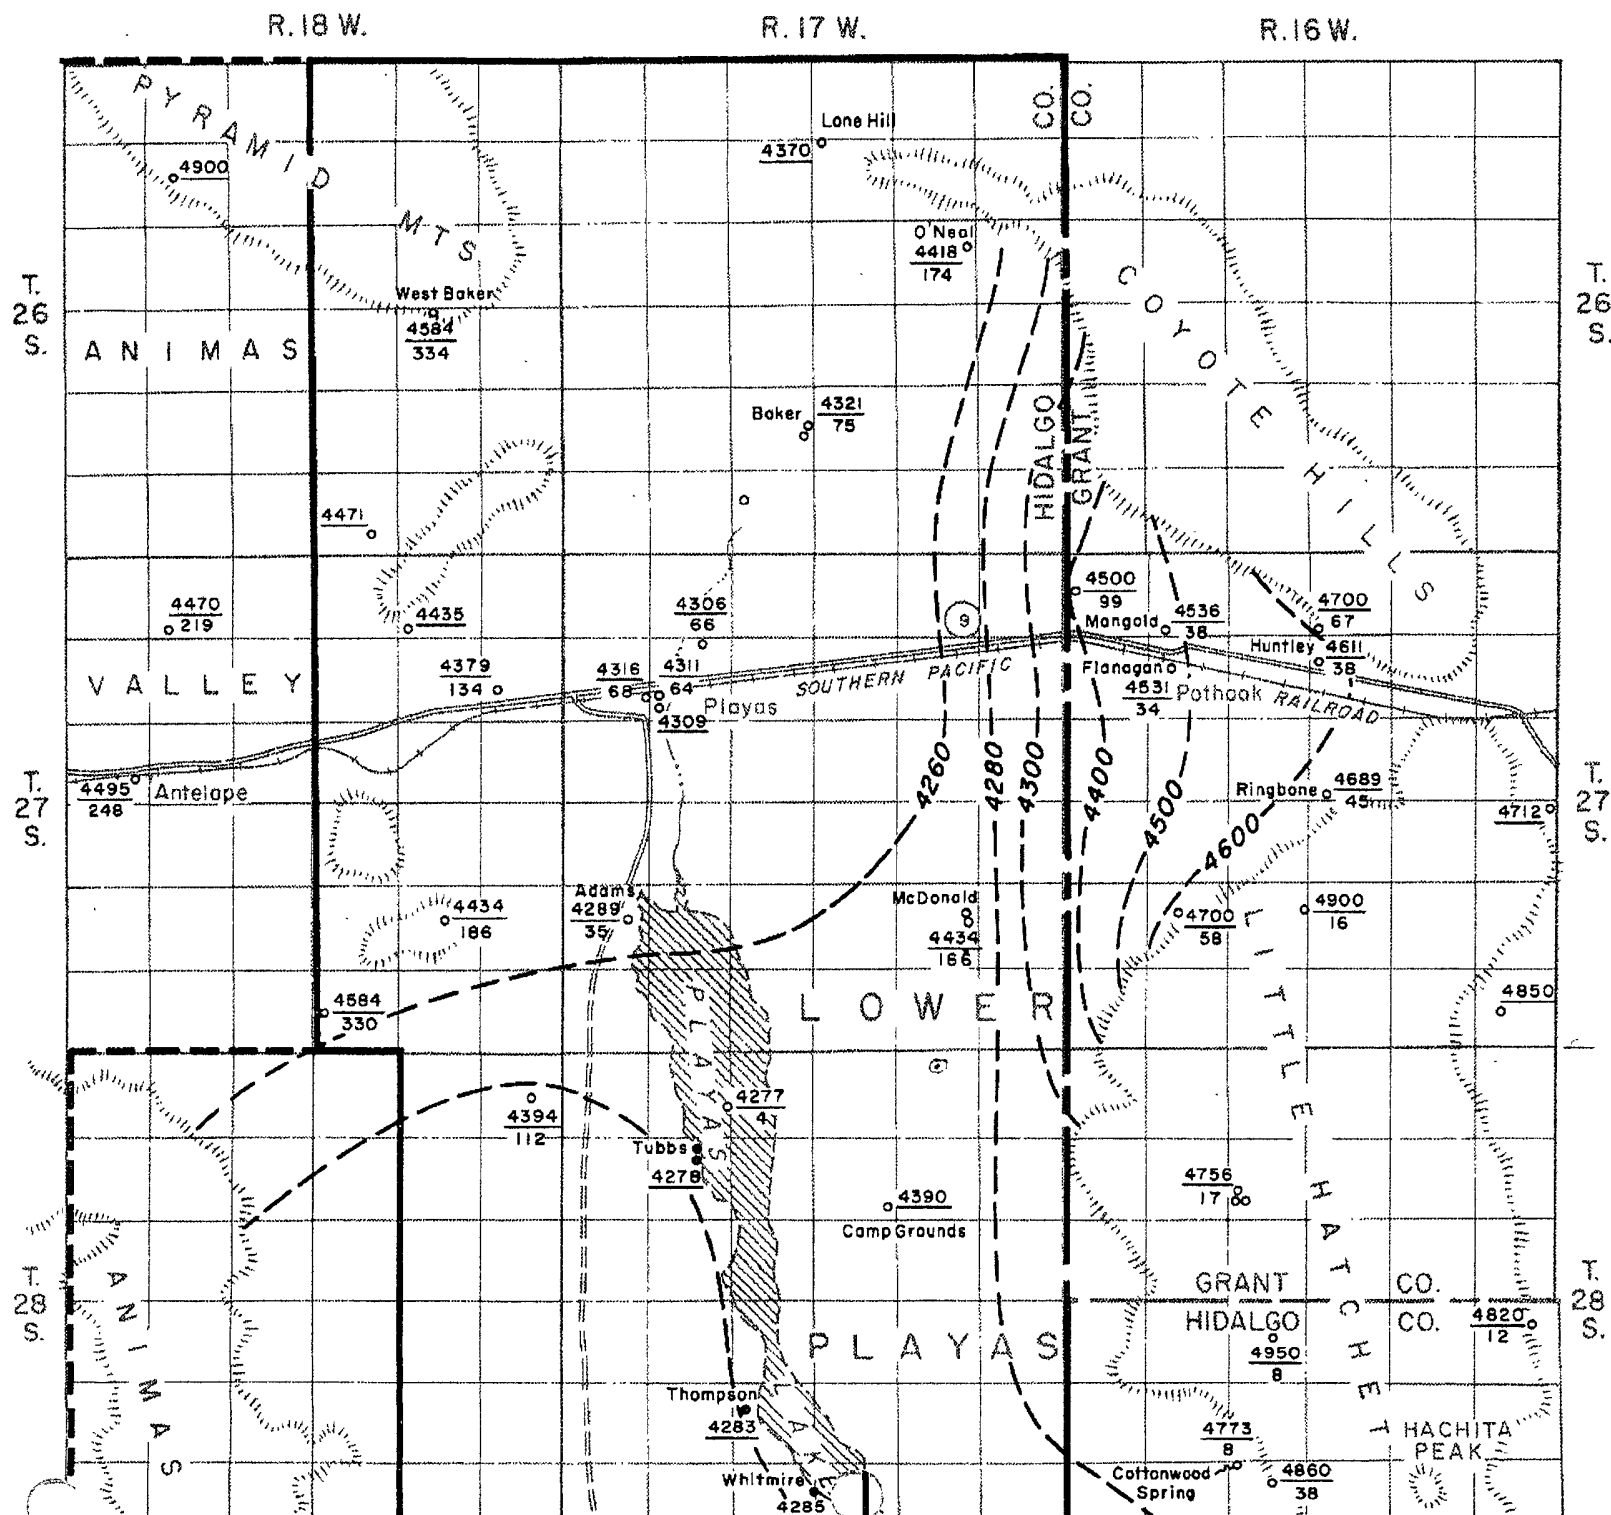 R. 18 W.
R. 17 W.
R. 16 W.
PYRAMID
MTS
4900
Lone Hill
4370
CO.
CO.
O'Neal
4418
174
T.
26
S.
T.
26
S.
West Baker
4584
334
ANIMAS
COYOTE HILLS
Baker
4321
75
HIDALGO
GRANT
4471
4470
219
4435
4306
66
9
4500
99
Mangold
4536
38
4700
67
Huntley
4611
38
VALLEY
4379
134
4316
68
4311
64
4309
Playas
SOUTHERN PACIFIC
RAILROAD
Flanagan
4531
34
Pothook
4495
248
Antelope
T.
27
S.
T.
27
S.
4260
4280
4300
4400
4500
4600
Ringbone
4689
45
4712
Adams
4289
35
4434
186
McDonald
4434
166
4700
58
4900
16
4584
330
PLAYAS
LAKE
LOWER
4850
LITTLE HATCHET
4394
112
4277
4
Tubbs
4278
4390
Camp Grounds
4756
17
T.
28
S.
T.
28
S.
ANIMAS
GRANT CO.
HIDALGO CO.
4820
12
PLAYAS
4950
8
Thompson
4283
4773
8
HACHITA
PEAK
Whitmire
4285
Cottonwood
Spring
4860
38